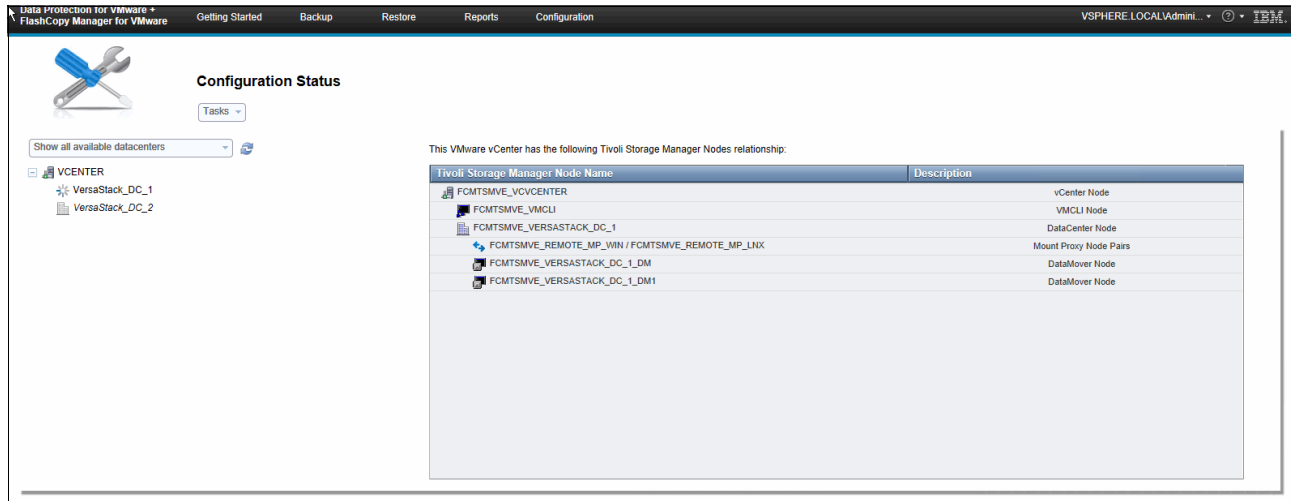 Data Protection for VMware +
FlashCopy Manager for VMware
Getting Started Backup Restore Reports Configuration
VSPHERE.LOCAL\Admini... IBM.
Configuration Status
Tasks
Show all available datacenters
VCENTER
VersaStack_DC_1
VersaStack_DC_2
This VMware vCenter has the following Tivoli Storage Manager Nodes relationship:
Tivoli Storage Manager Node Name Description
FCMTSMVE_VCVCENTER vCenter Node
FCMTSMVE_VMCLI VMCLI Node
FCMTSMVE_VERSASTACK_DC_1 DataCenter Node
FCMTSMVE_REMOTE_MP_WIN / FCMTSMVE_REMOTE_MP_LNX Mount Proxy Node Pairs
FCMTSMVE_VERSASTACK_DC_1_DM DataMover Node
FCMTSMVE_VERSASTACK_DC_1_DM1 DataMover Node